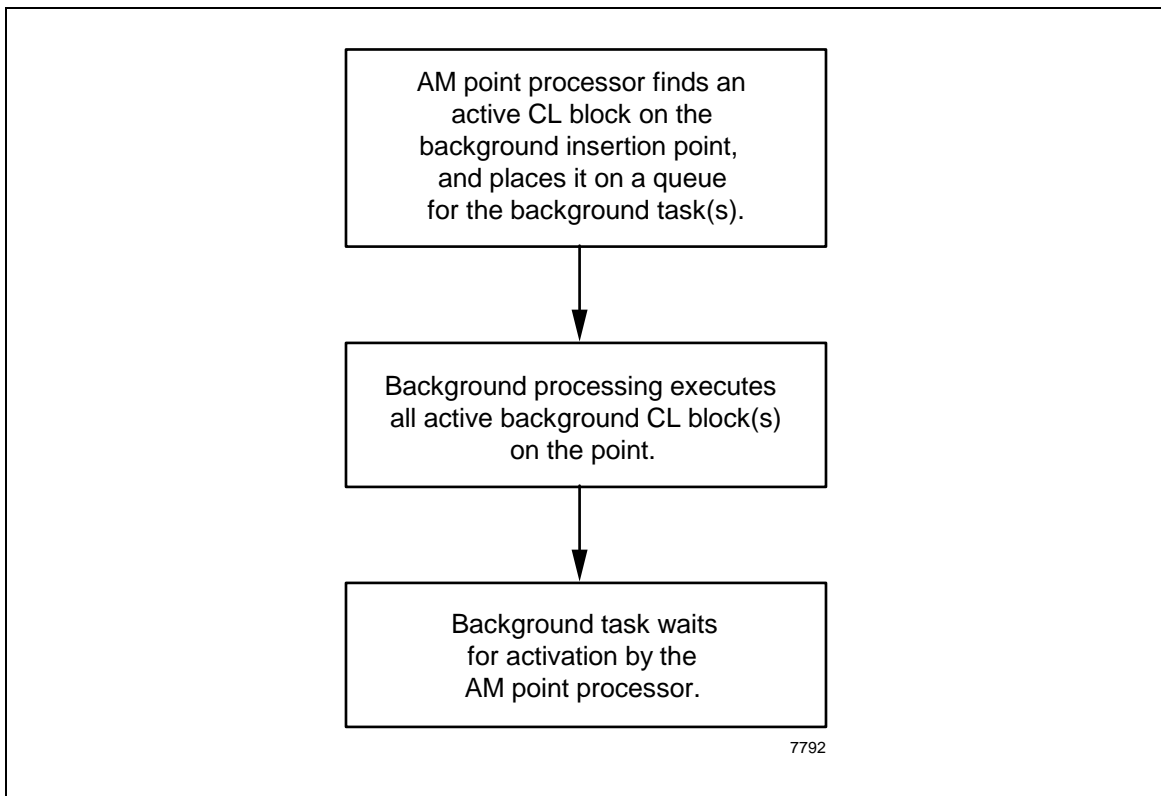 AM point processor finds an
active CL block on the
background insertion point,
and places it on a queue
for the background task(s).
Background processing executes
all active background CL block(s)
on the point.
Background task waits
for activation by the
AM point processor.
7792